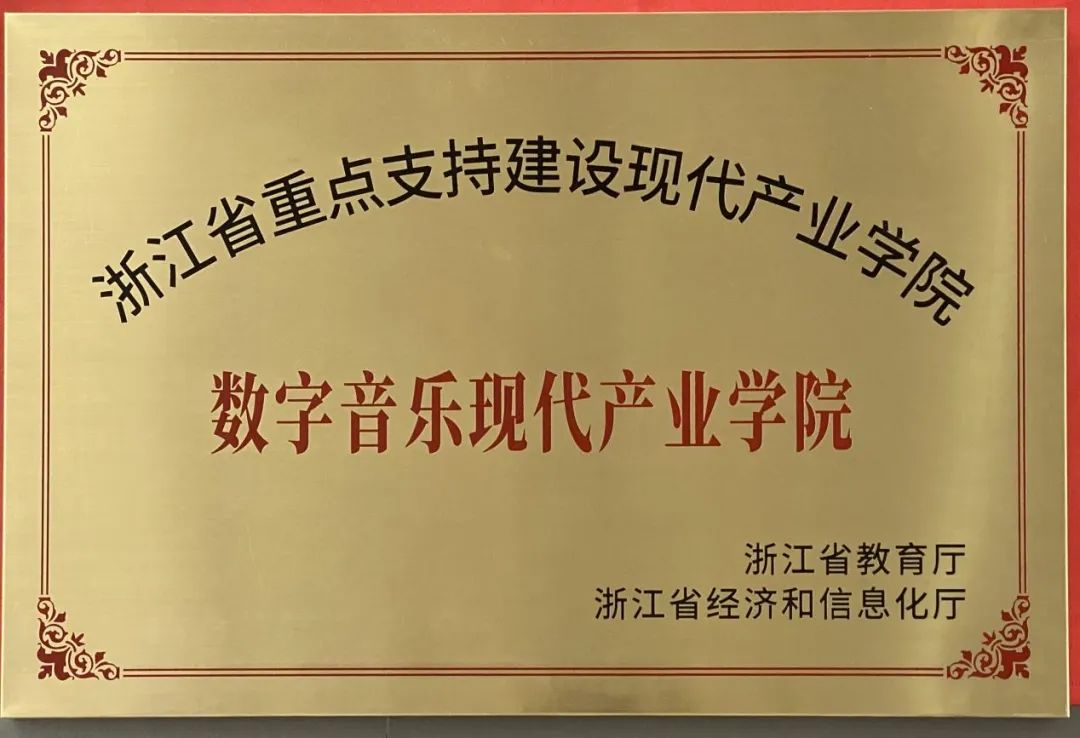 浙江省重点支持建设现代产业学院
数字音乐现代产业学院
浙江省教育厅
浙江省经济和信息化厅